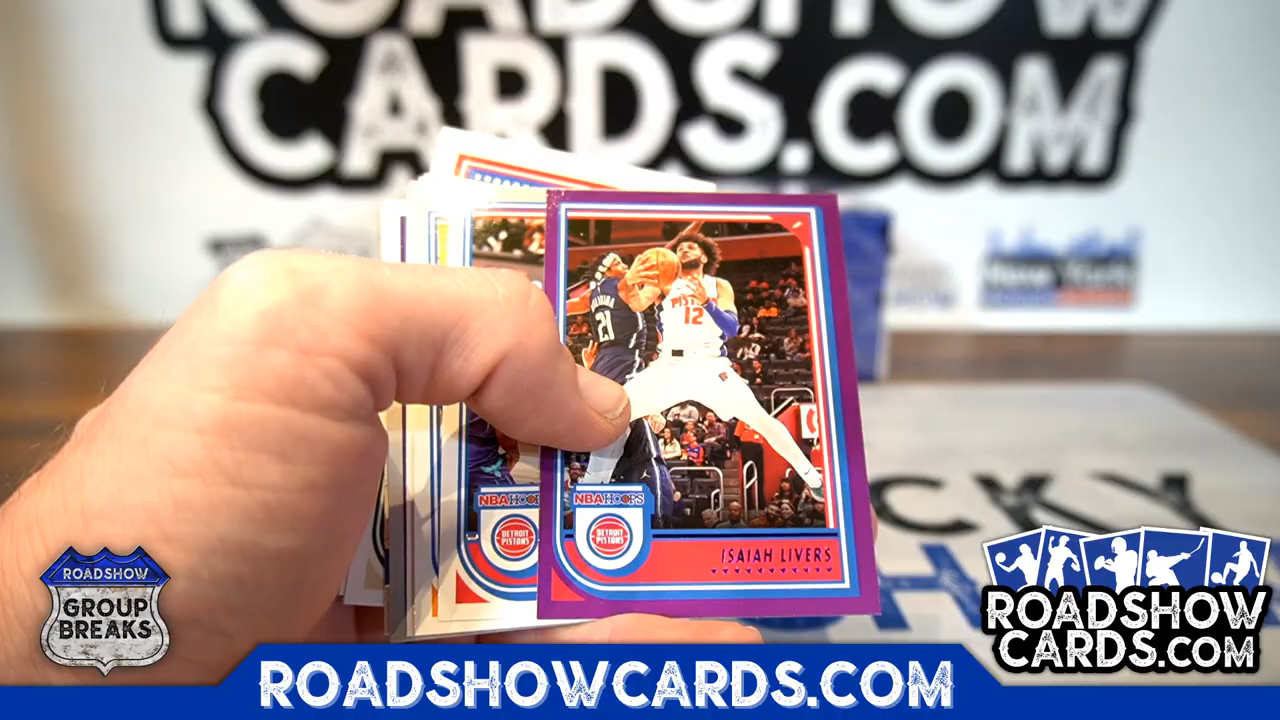 ROADSHOW
CARDS.COM
21
PISTONS
12
NBA HOOPS
NBA HOOPS
DETROIT
PISTONS
DETROIT
PISTONS
ISAIAH LIVERS
CKY
ROADSHOW
GROUP
BREAKS
ROADSHOW
CARDS.COM
ROADSHOWCARDS.COM